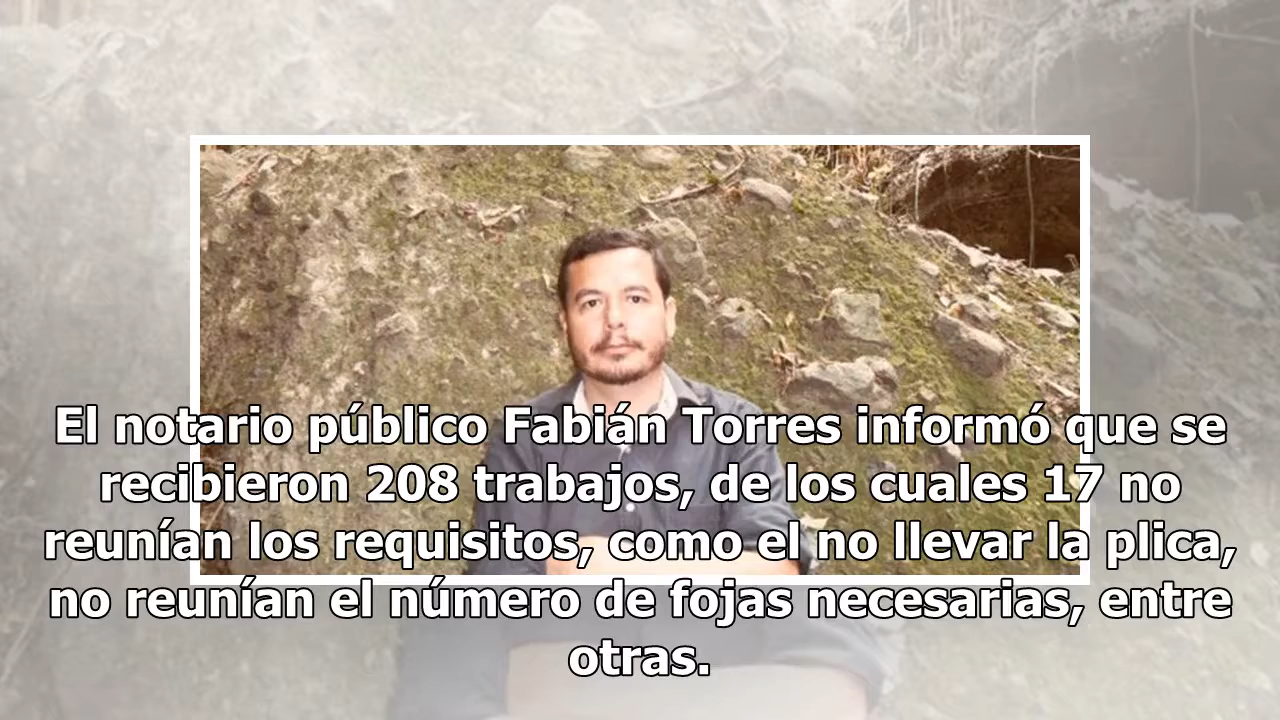 El notario público Fabián Torres informó que se
recibieron 208 trabajos, de los cuales 17 no
reunían los requisitos, como el no llevar la plica,
no reunían el número de fojas necesarias, entre
otras.